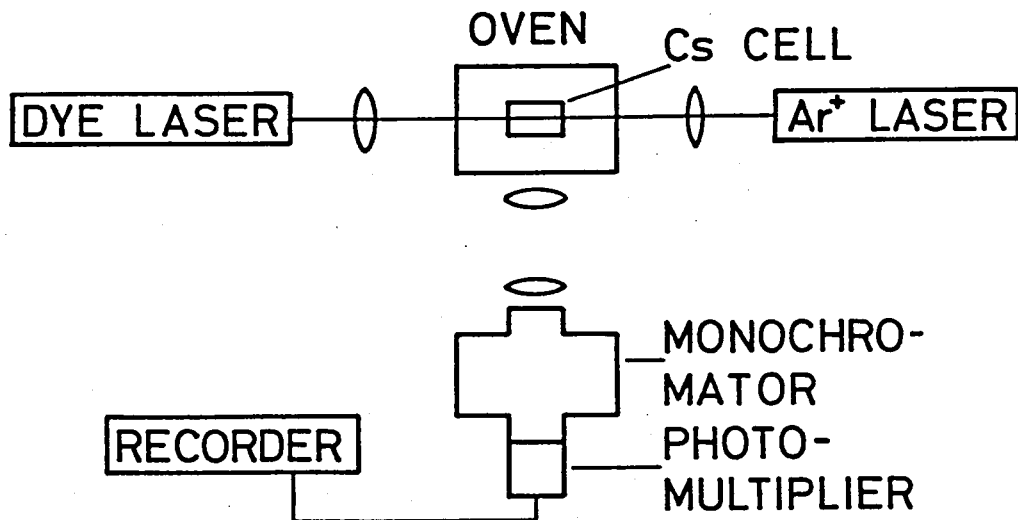 OVEN
Cs CELL
DYE LASER
Ar⁺ LASER
MONOCHRO-
MATOR
RECORDER
PHOTO-
MULTIPLIER